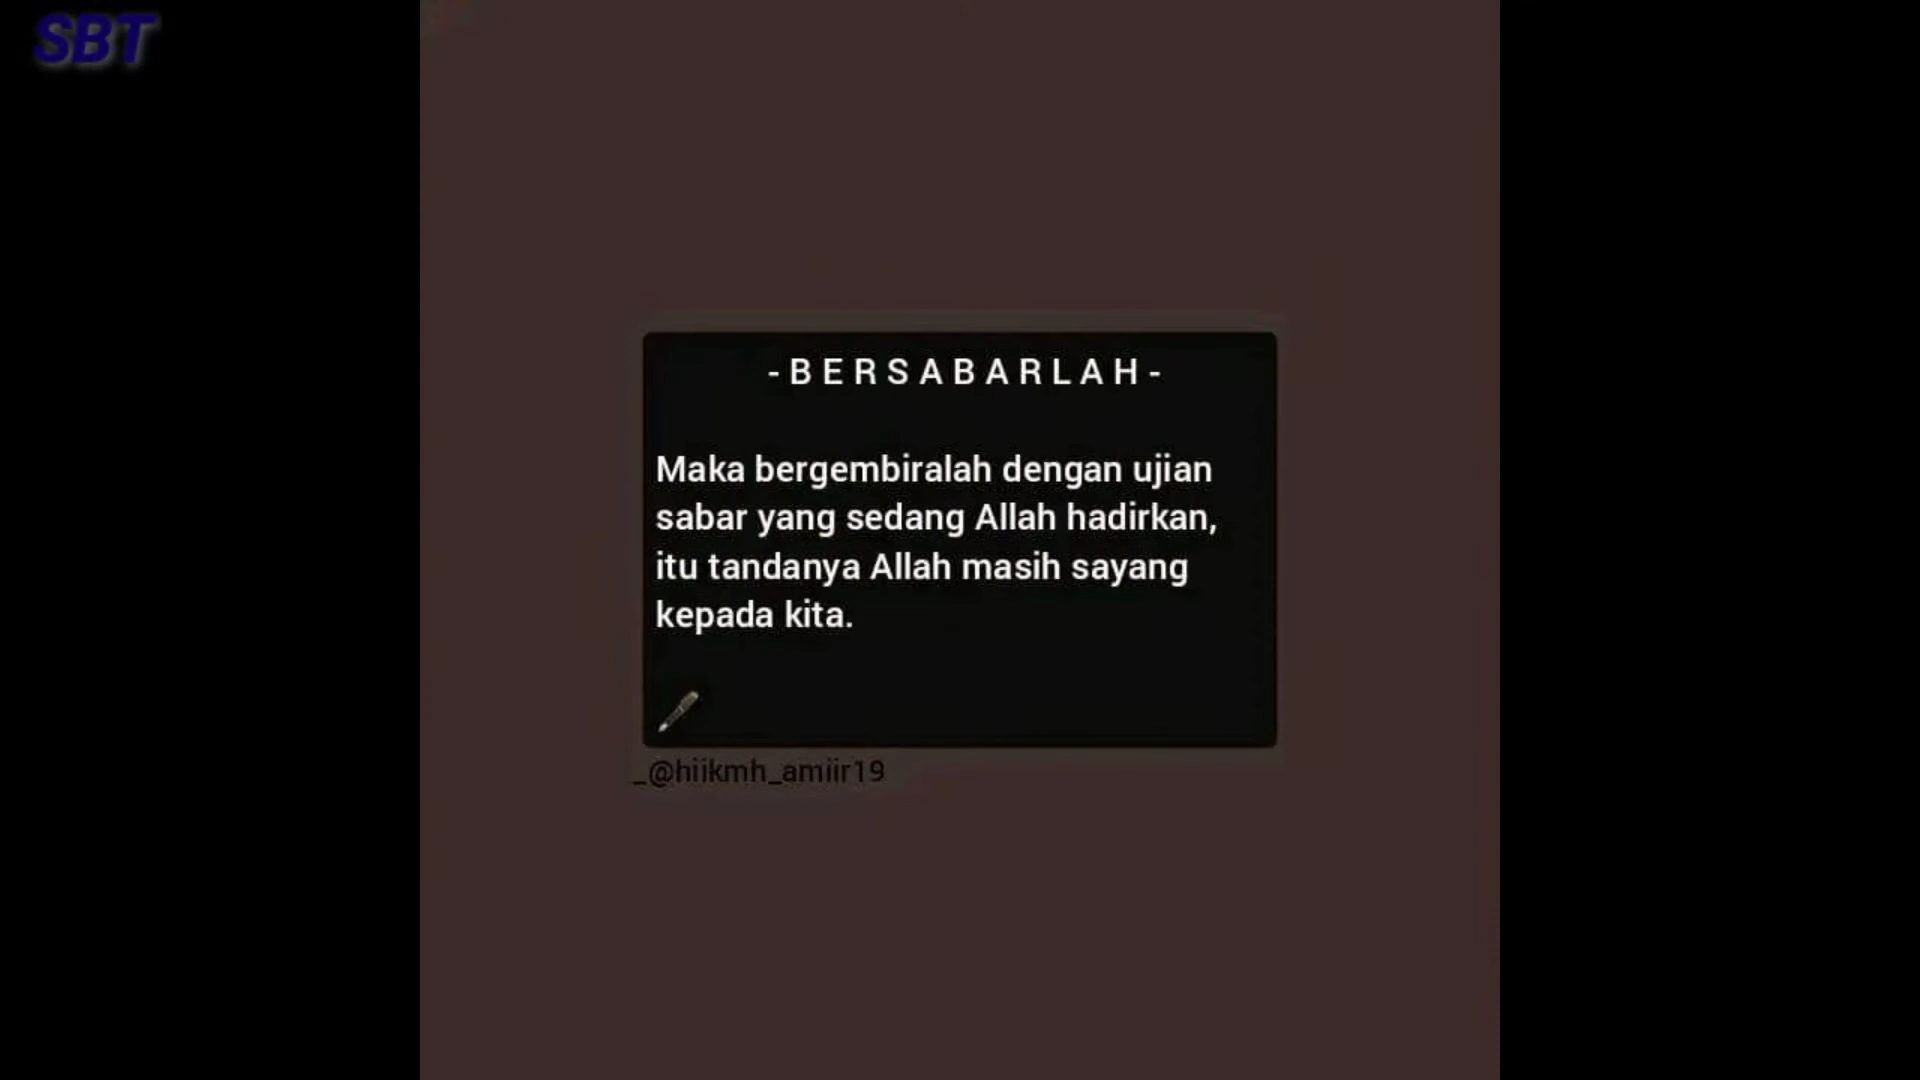 SBT
-BERSABARLAH-
Maka bergembiralah dengan ujian
sabar yang sedang Allah hadirkan,
itu tandanya Allah masih sayang
kepada kita.
_@hiikmh_amiir19